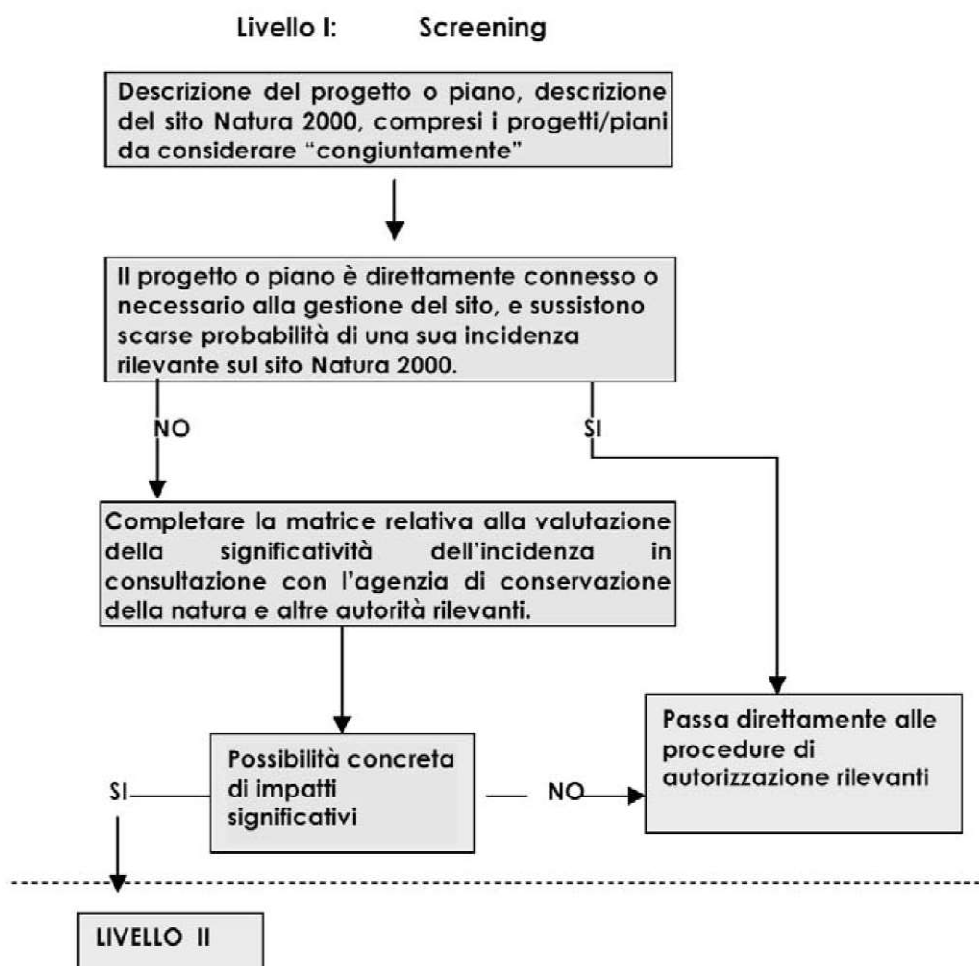 Livello I: Screening
Descrizione del progetto o piano, descrizione
del sito Natura 2000, compresi i progetti/piani
da considerare “congiuntamente”
Il progetto o piano è direttamente connesso o
necessario alla gestione del sito, e sussistono
scarse probabilità di una sua incidenza
rilevante sul sito Natura 2000.
NO
SI
Completare la matrice relativa alla valutazione
della significatività dell'incidenza in
consultazione con l'agenzia di conservazione
della natura e altre autorità rilevanti.
Possibilità concreta
di impatti
significativi
SI
NO
Passa direttamente alle
procedure di
autorizzazione rilevanti
LIVELLO II